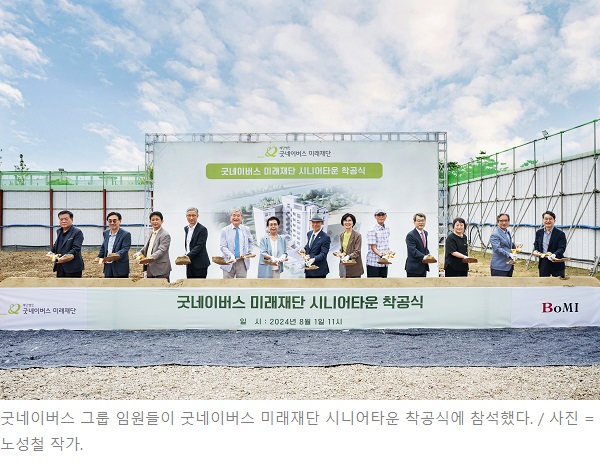 재단법인
굿네이버스 미래재단
굿네이버스 미래재단 시니어타운 착공식
재단법인
굿네이버스 미래재단
굿네이버스 미래재단 시니어타운 착공식
일 시 : 2024년 8월 1일 11시
BoMI
굿네이버스 그룹 임원들이 굿네이버스 미래재단 시니어타운 착공식에 참석했다. / 사진 =
노성철 작가.